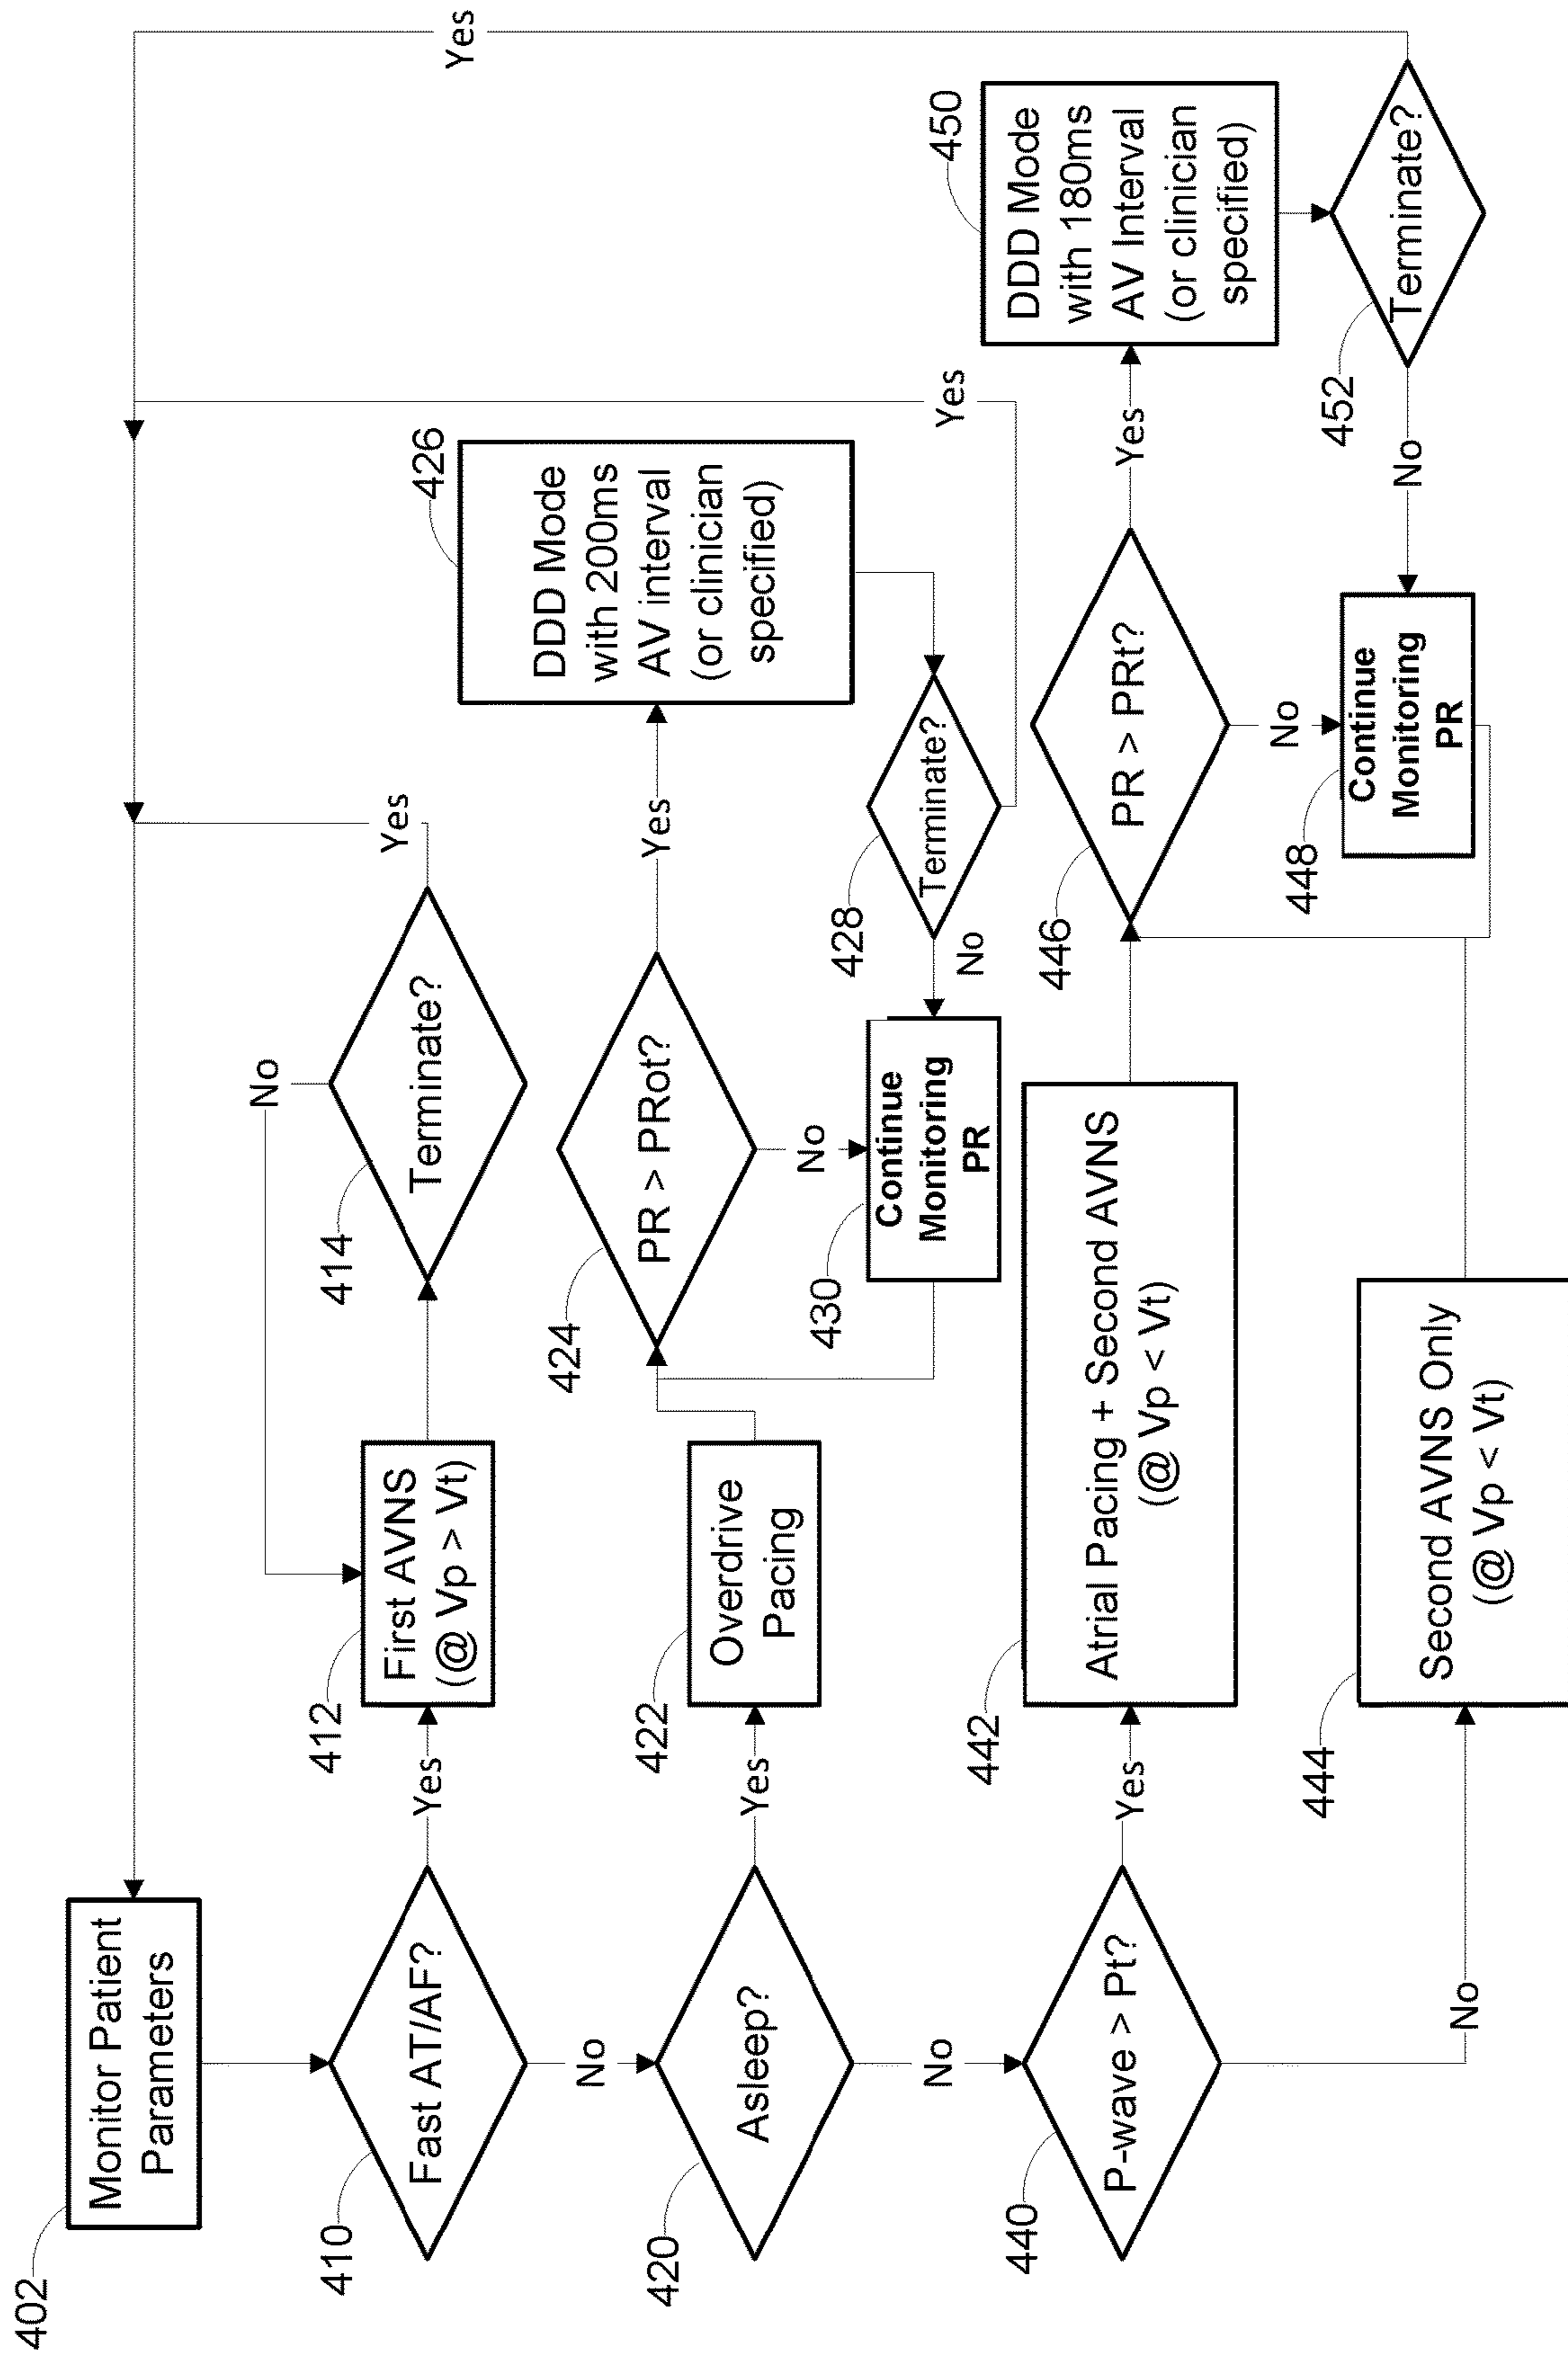 402
Monitor Patient
Parameters
410
Fast AT/AF?
Yes
412
First AVNS
(@ Vp > Vt)
414
Terminate?
No
Yes
No
420
Asleep?
Yes
422
Overdrive
Pacing
424
PR > PRot?
Yes
426
DDD Mode
with 200ms
AV interval
(or clinician
specified)
428
Terminate?
Yes
No
No
430
Continue
Monitoring
PR
No
440
P-wave > Pt?
Yes
442
Atrial Pacing + Second AVNS
(@ Vp < Vt)
No
444
Second AVNS Only
(@ Vp < Vt)
446
PR > PRt?
Yes
No
448
Continue
Monitoring
PR
450
DDD Mode
with 180ms
AV Interval
(or clinician
specified)
452
Terminate?
No
Yes